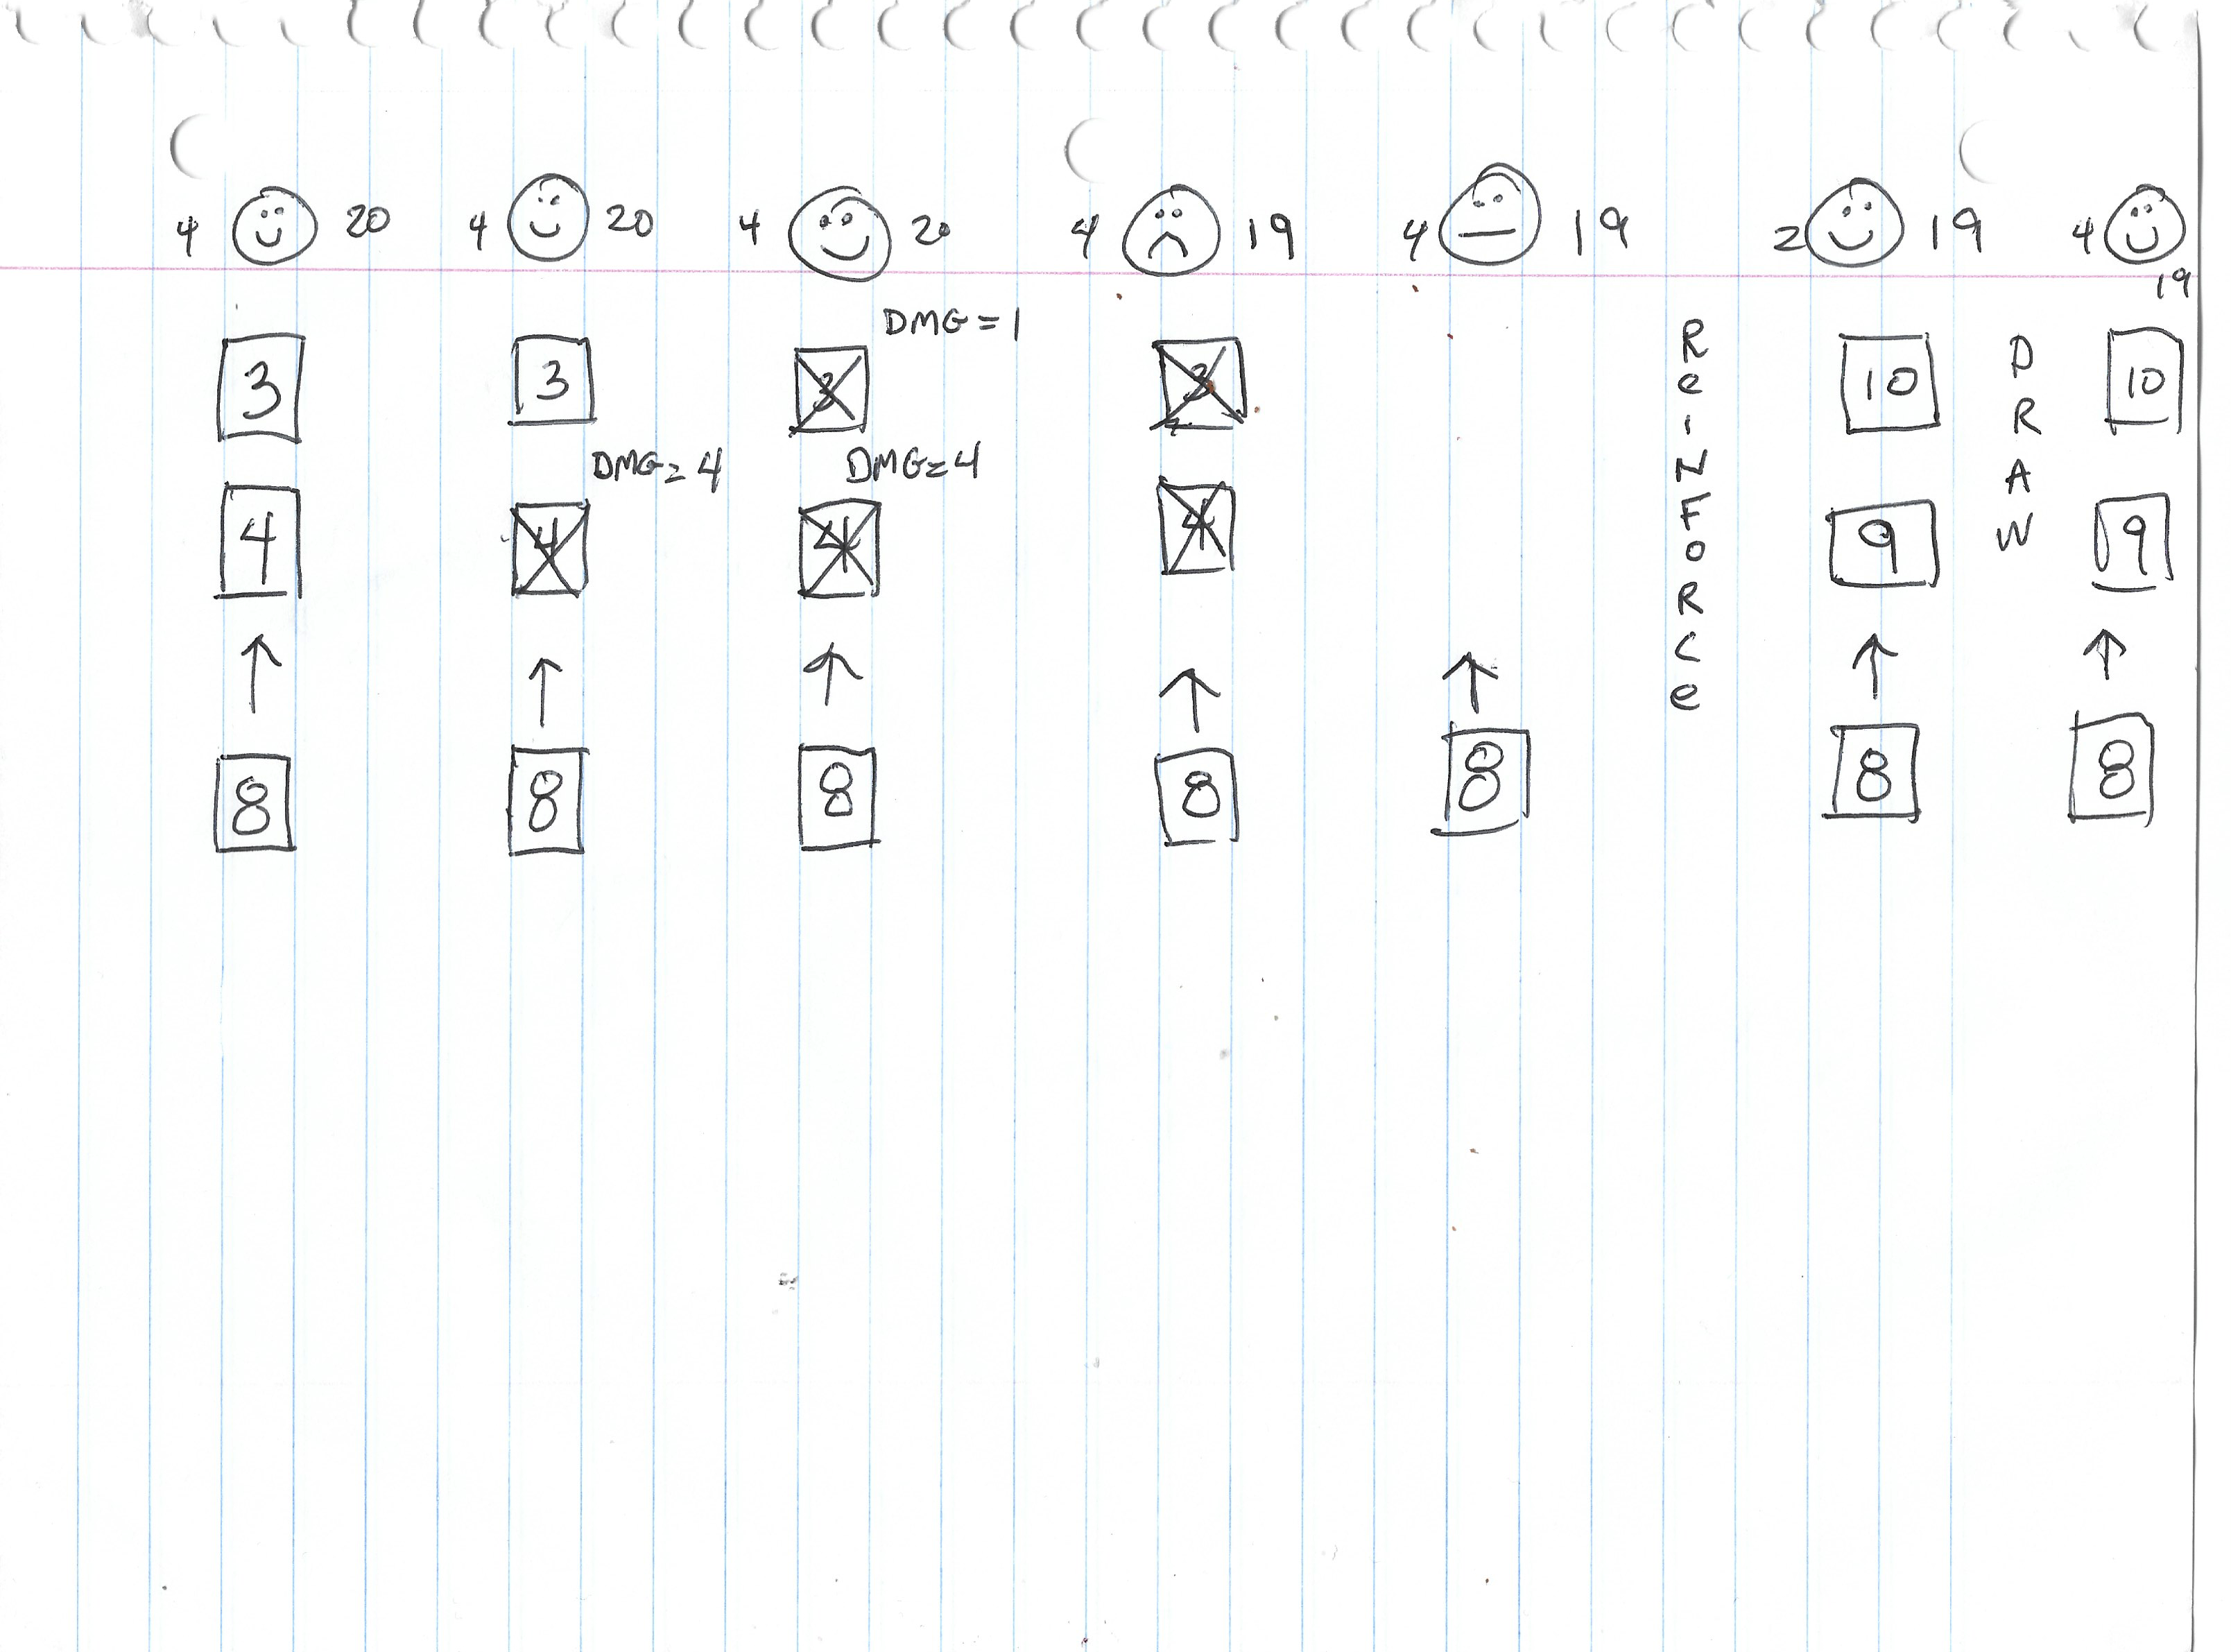 4 20 4 20 4 20 4 19 4 19 2 19 4
19
DMG = 1
3 3 3 3 10 10
DMG = 4 DMG = 4
4 4 4 4 9 9
8 8 8 8 8 8 8
ReiNFORCe
DRAW